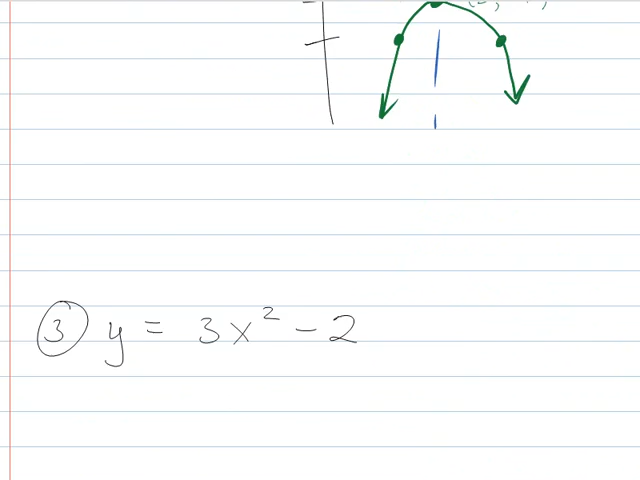 ③ y = 3x² - 2